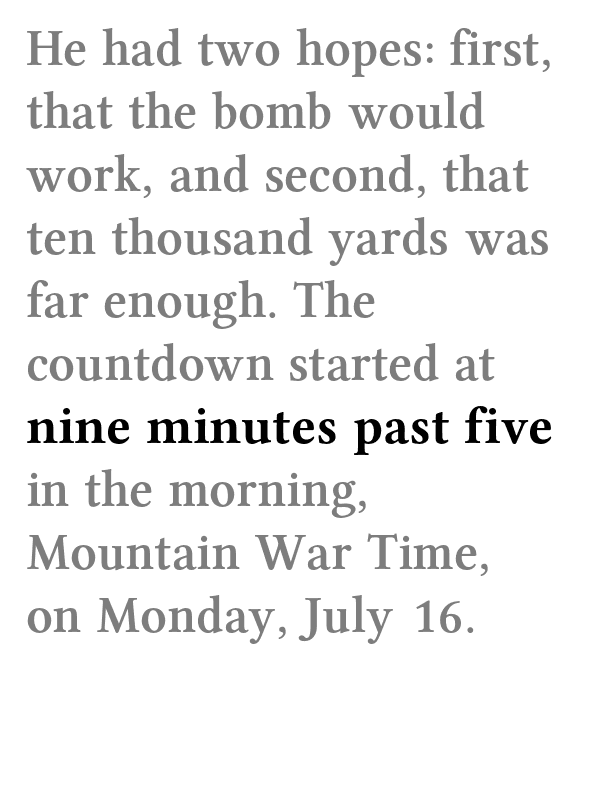 He had two hopes: first,
that the bomb would
work, and second, that
ten thousand yards was
far enough. The
countdown started at
nine minutes past five
in the morning,
Mountain War Time,
on Monday, July 16.